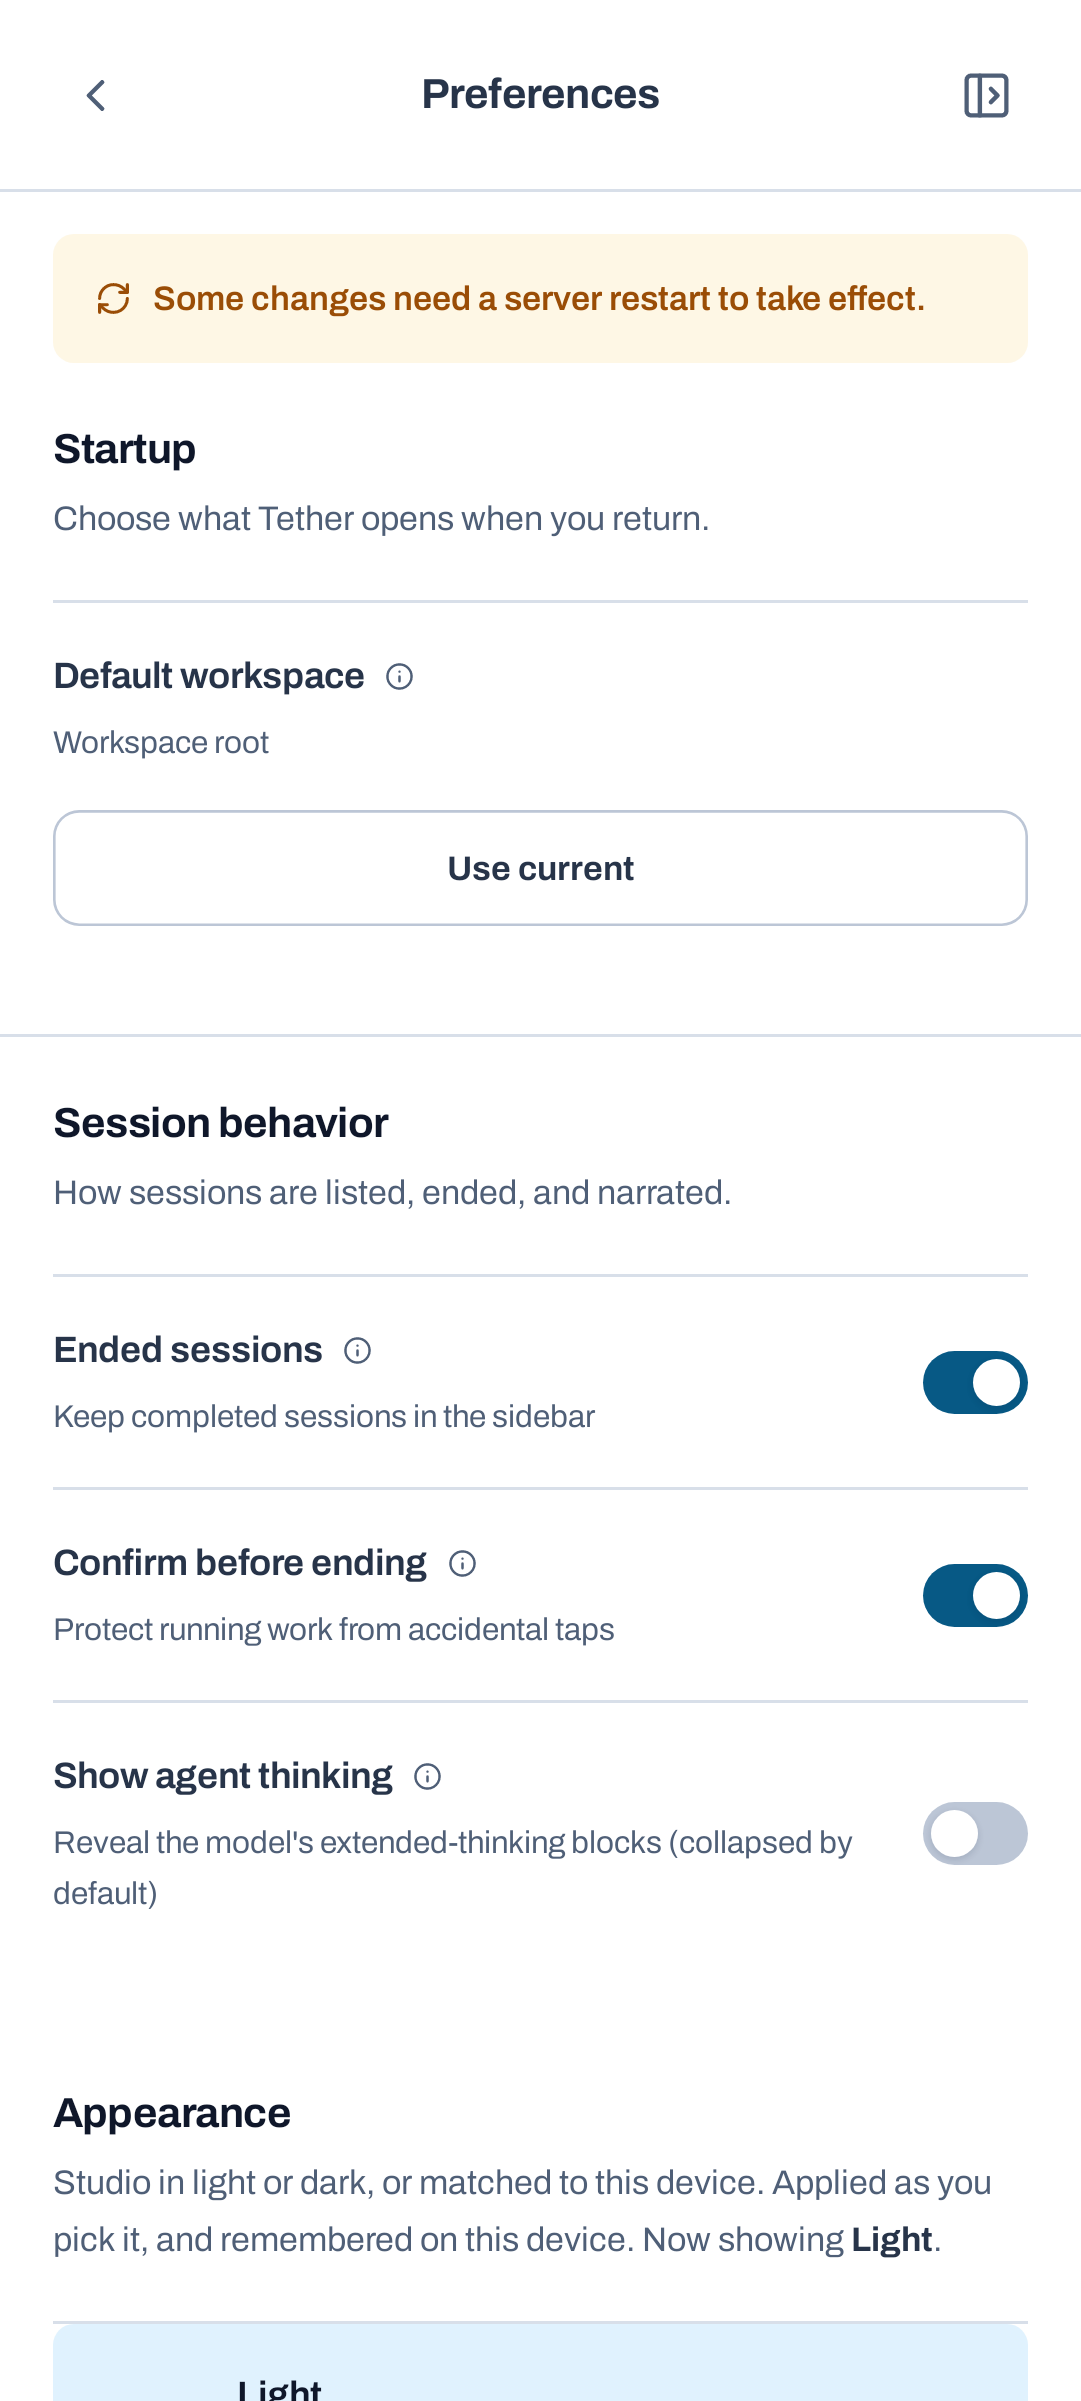 Preferences
Some changes need a server restart to take effect.
Startup
Choose what Tether opens when you return.
Default workspace
Workspace root
Use current
Session behavior
How sessions are listed, ended, and narrated.
Ended sessions
Keep completed sessions in the sidebar
Confirm before ending
Protect running work from accidental taps
Show agent thinking
Reveal the model's extended-thinking blocks (collapsed by
default)
Appearance
Studio in light or dark, or matched to this device. Applied as you
pick it, and remembered on this device. Now showing Light.
Light